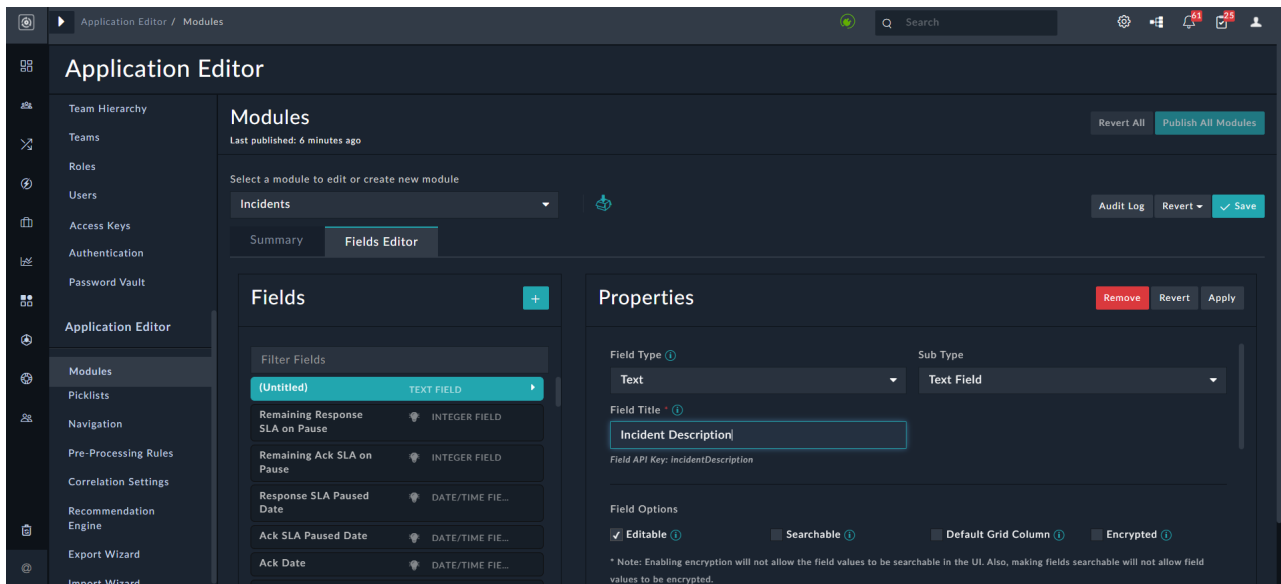 Application Editor / Modules
Search
61
25
Application Editor
Team Hierarchy
Teams
Roles
Users
Access Keys
Authentication
Password Vault
Application Editor
Modules
Picklists
Navigation
Pre-Processing Rules
Correlation Settings
Recommendation
Engine
Export Wizard
Import Wizard
@
Modules
Last published: 6 minutes ago
Revert All
Publish All Modules
Select a module to edit or create new module
Incidents
Audit Log
Revert
Save
Summary
Fields Editor
Fields
+
Filter Fields
(Untitled) TEXT FIELD
Remaining Response
SLA on Pause
INTEGER FIELD
Remaining Ack SLA on
Pause
INTEGER FIELD
Response SLA Paused
Date
DATE/TIME FIE...
Ack SLA Paused Date DATE/TIME FIE...
Ack Date DATE/TIME FIE...
Properties
Remove
Revert
Apply
Field Type
Text
Sub Type
Text Field
Field Title *
Incident Description
Field API Key: incidentDescription
Field Options
Editable
Searchable
Default Grid Column
Encrypted
* Note: Enabling encryption will not allow the field values to be searchable in the UI. Also, making fields searchable will not allow field
values to be encrypted.